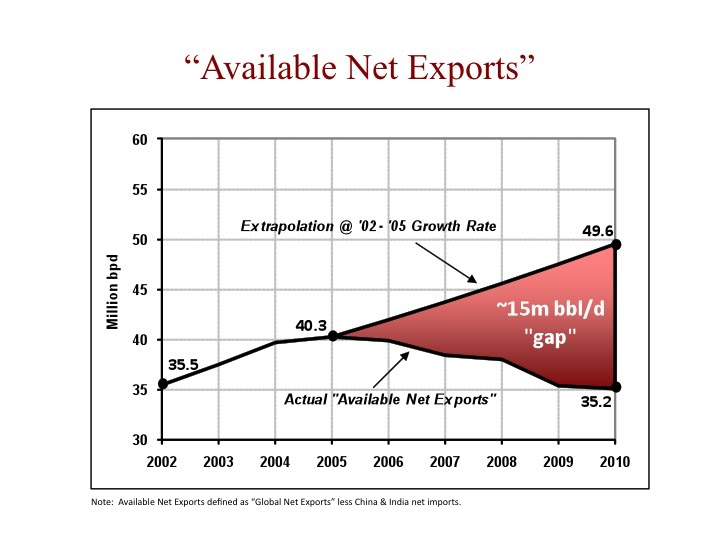 “Available Net Exports”
60
55
50
45
40
35
30
Million bpd
Extrapolation @ '02- '05 Growth Rate
49.6
40.3
35.5
~15m bbl/d
"gap"
Actual "Available Net Exports"
35.2
2002 2003 2004 2005 2006 2007 2008 2009 2010
Note: Available Net Exports defined as “Global Net Exports” less China & India net imports.